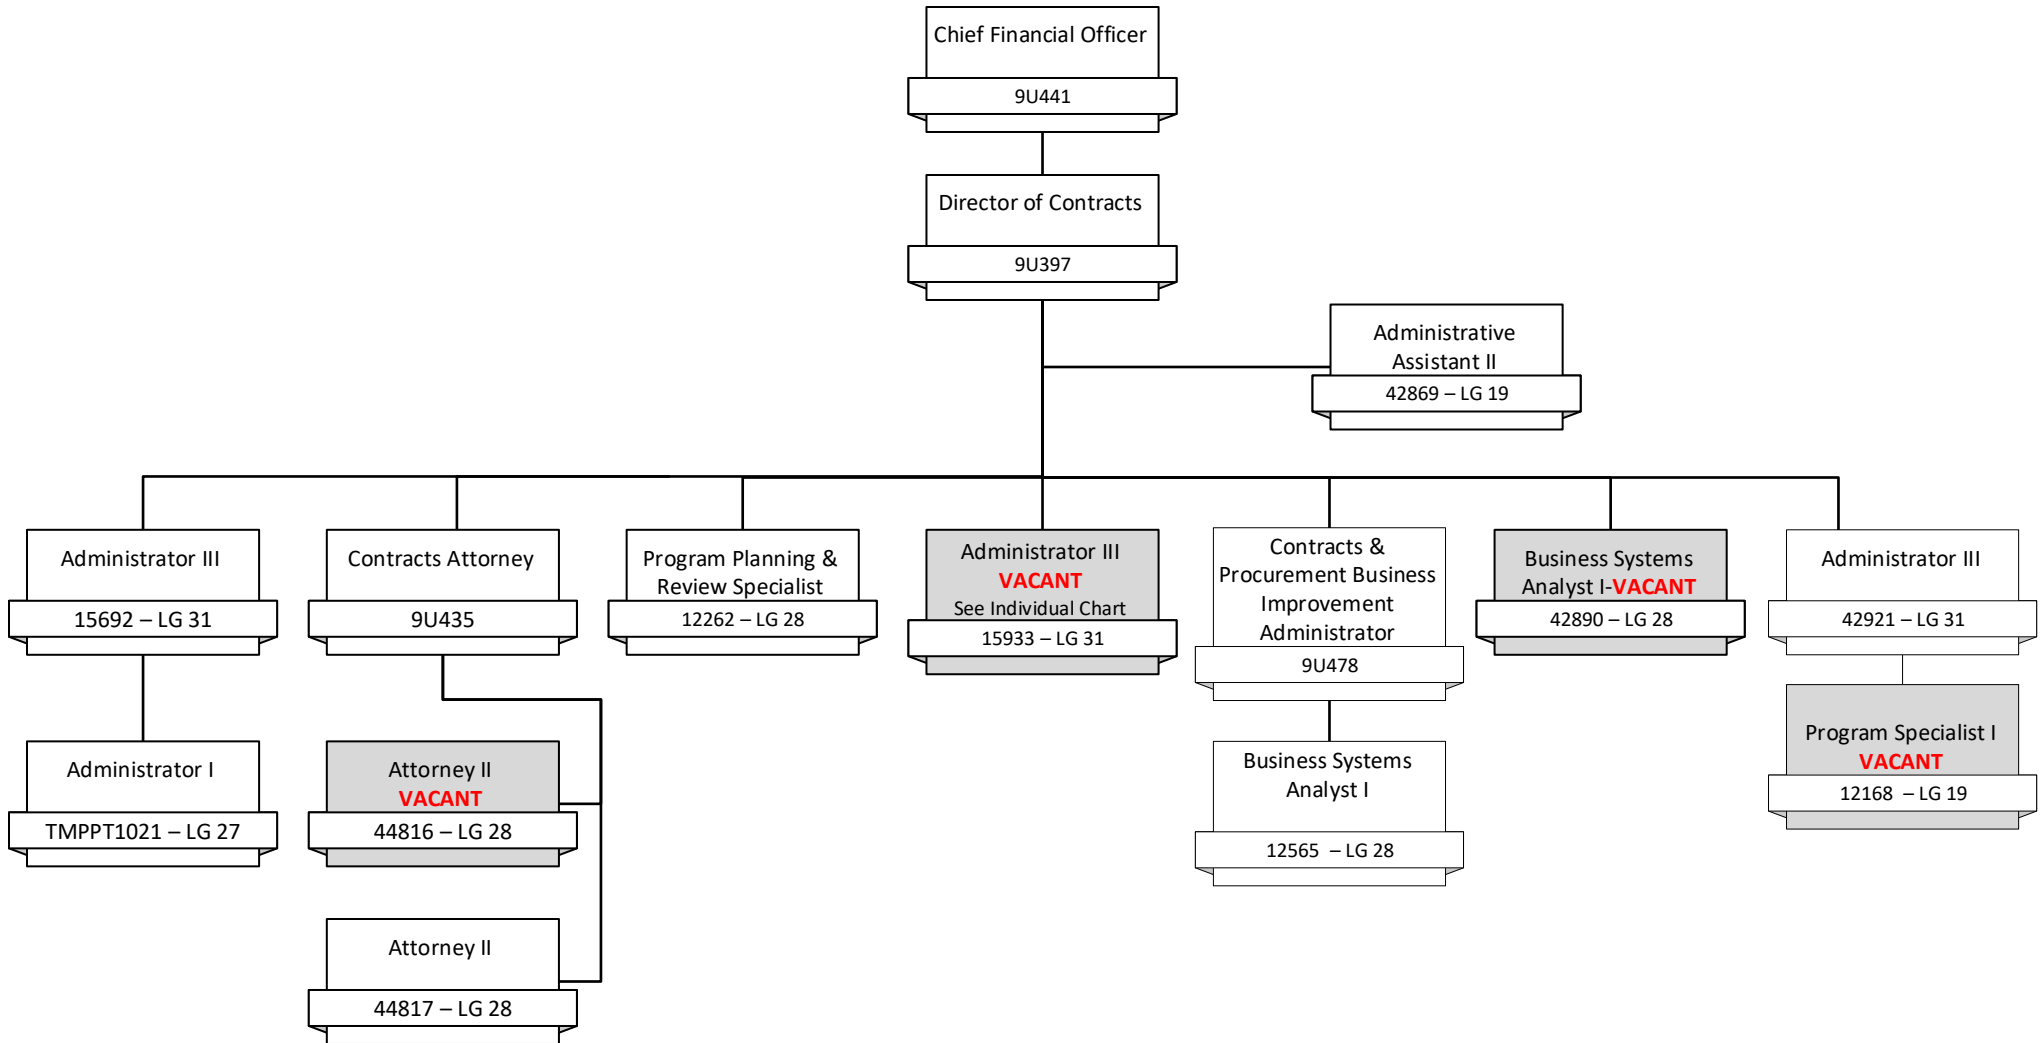 Chief Financial Officer
9U441
Director of Contracts
9U397
Administrative
Assistant II
42869 – LG 19
Administrator III
15692 – LG 31
Contracts Attorney
9U435
Program Planning &
Review Specialist
12262 – LG 28
Administrator III
VACANT
See Individual Chart
15933 – LG 31
Contracts &
Procurement Business
Improvement
Administrator
9U478
Business Systems
Analyst I-VACANT
42890 – LG 28
Administrator III
42921 – LG 31
Administrator I
TMPPT1021 – LG 27
Attorney II
VACANT
44816 – LG 28
Business Systems
Analyst I
12565 – LG 28
Program Specialist I
VACANT
12168 – LG 19
Attorney II
44817 – LG 28